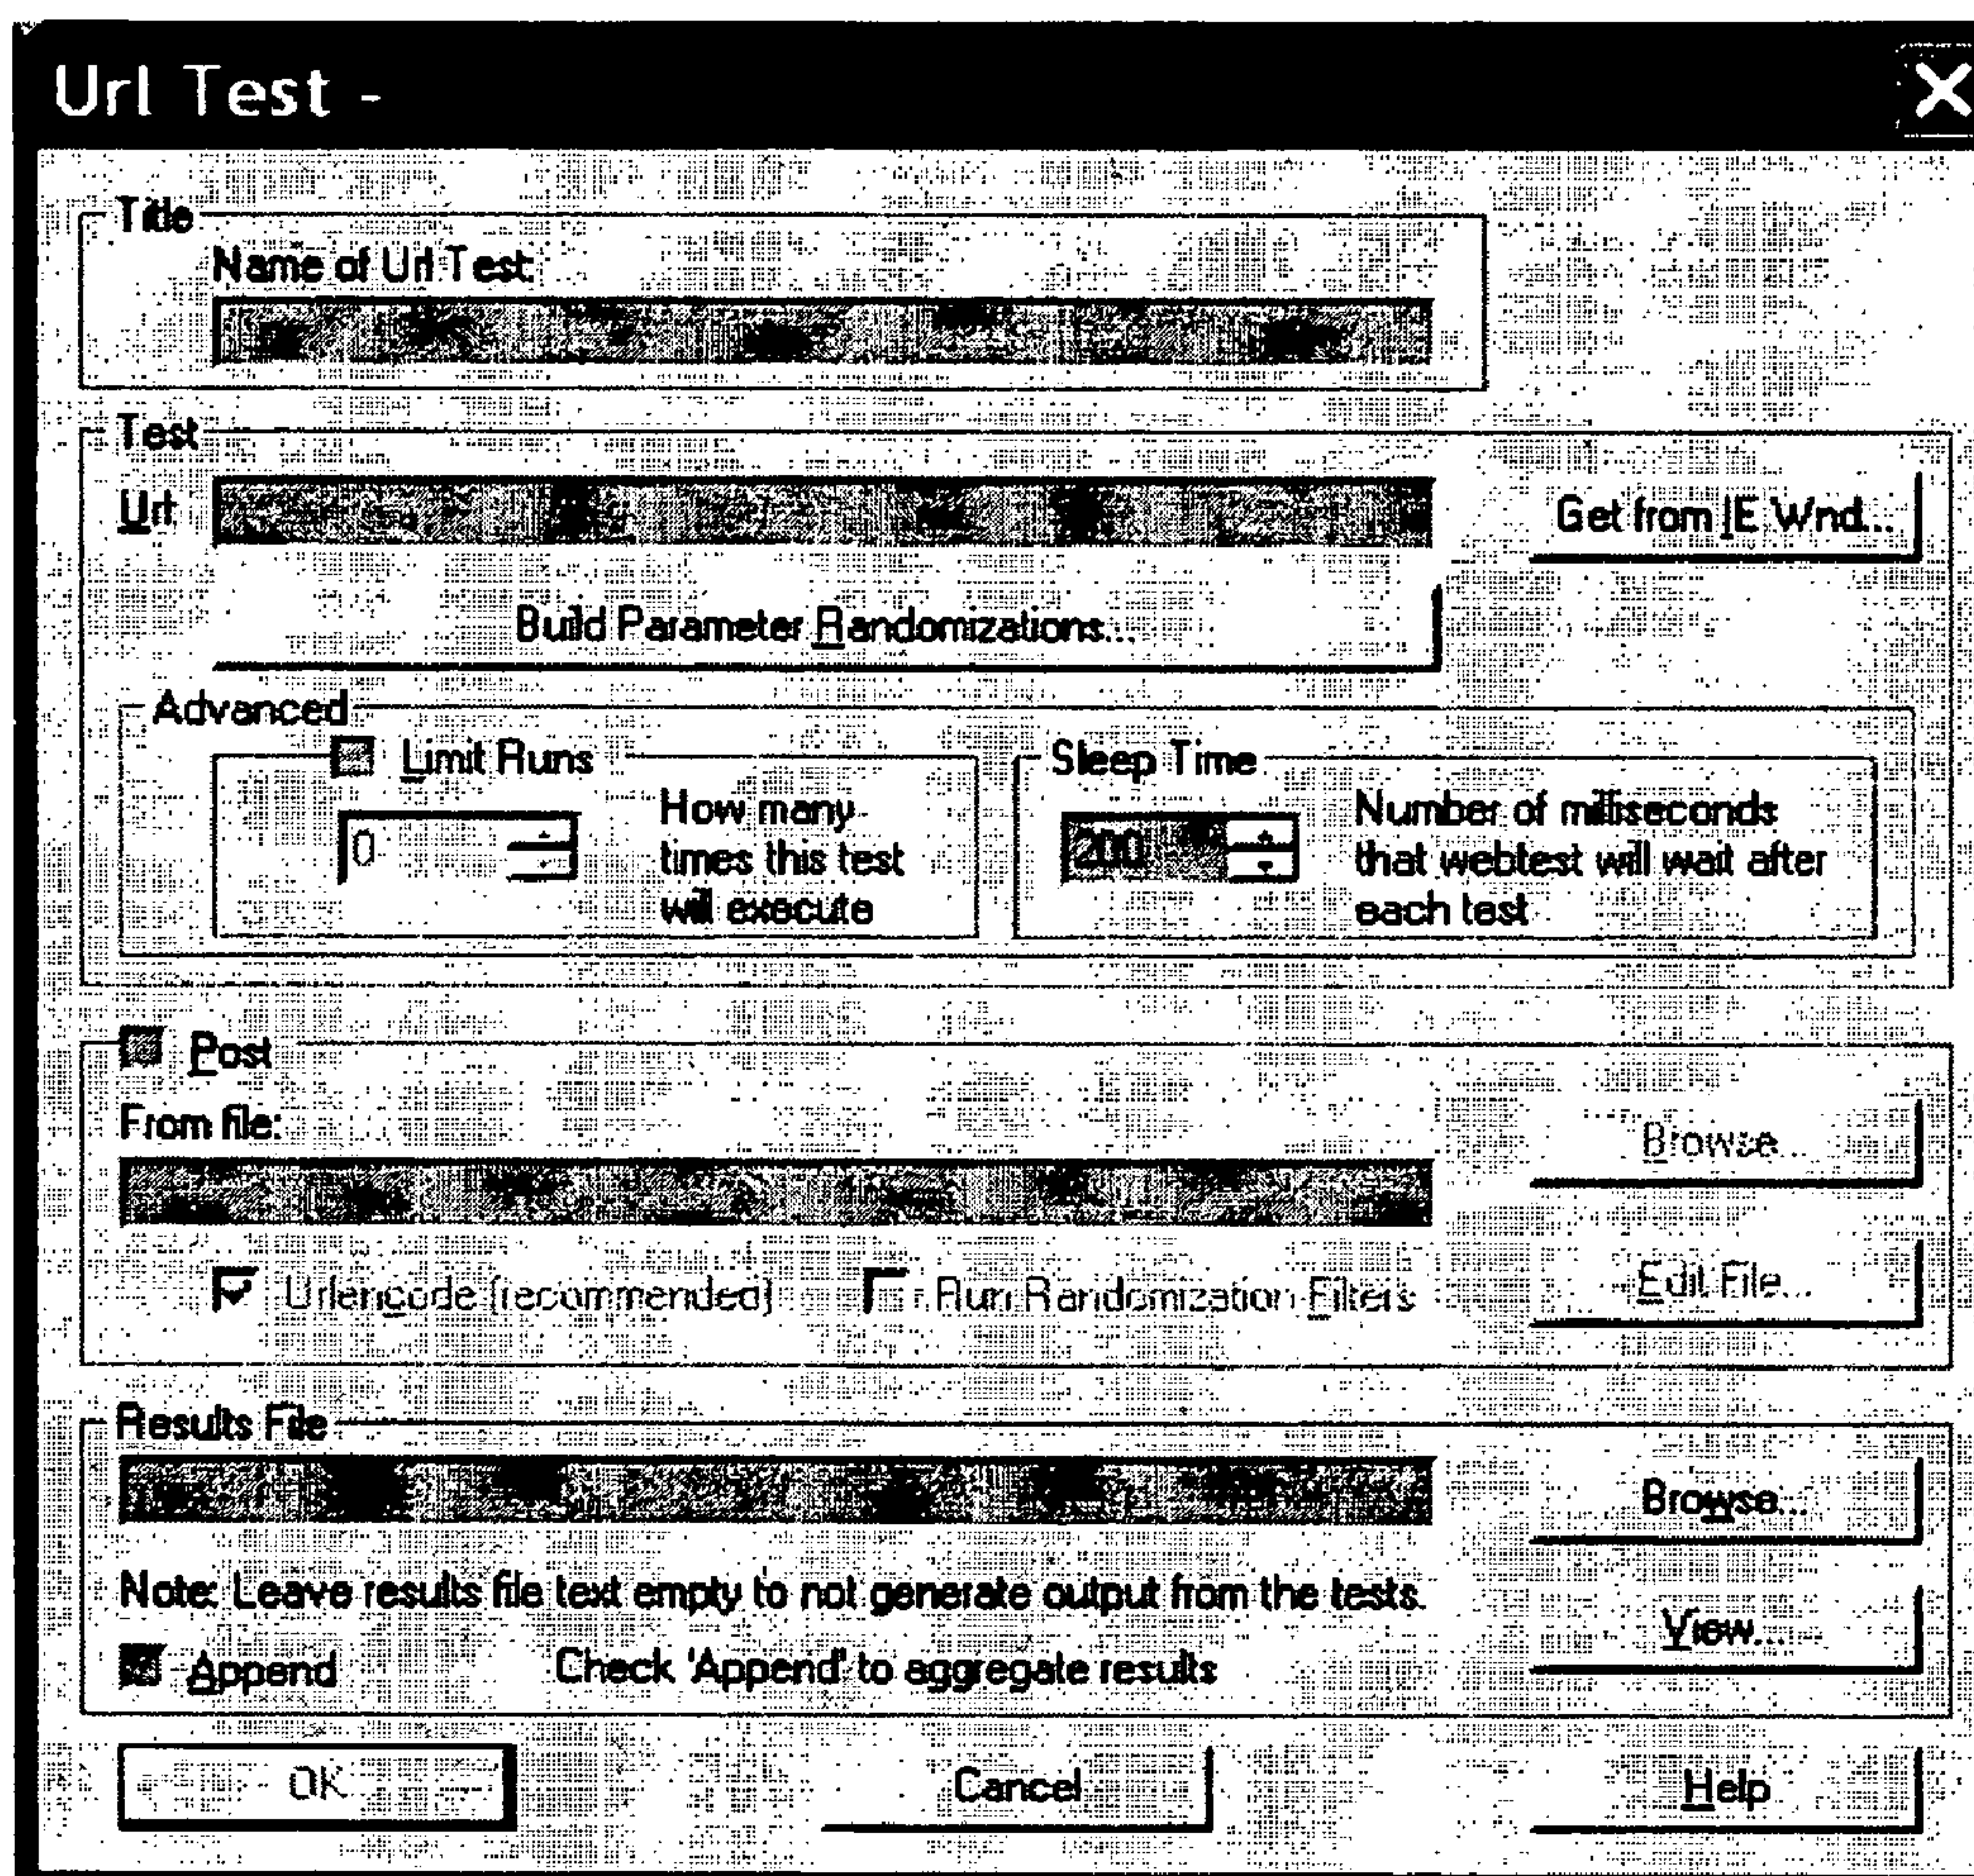 Url Test -
Title
Name of Url Test:
Test
Url
Get from IE Wnd...
Build Parameter Randomizations...
Advanced
Limit Runs
0
How many
times this test
will execute
Sleep Time
200
Number of milliseconds
that webtest will wait after
each test
Post
From file:
Browse...
Urlencode (recommended)
Run Randomization Filters
Edit File...
Results File
Browse...
Note: Leave results file text empty to not generate output from the tests.
View...
Append
Check 'Append' to aggregate results
OK
Cancel
Help